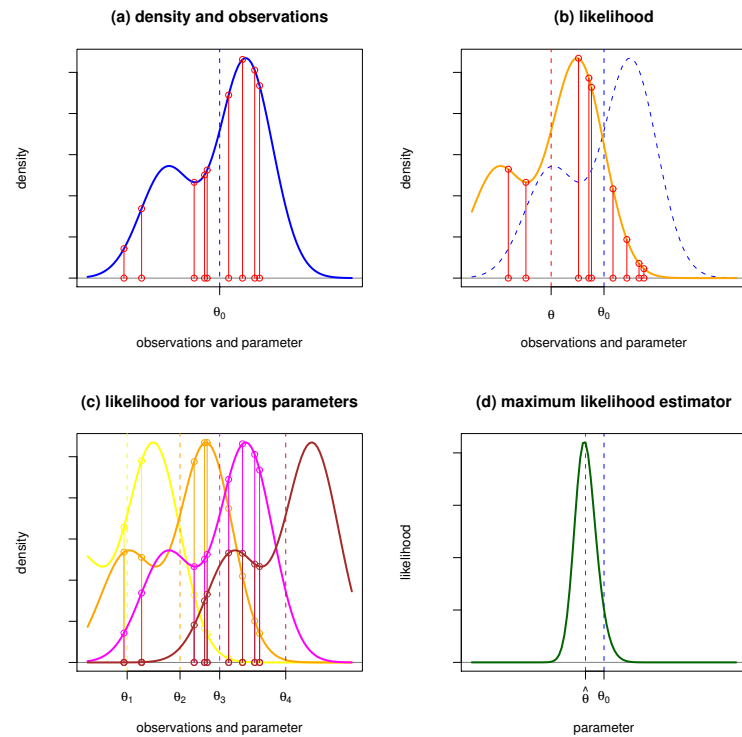 (a) density and observations
density
θ₀
observations and parameter
(b) likelihood
density
θ θ₀
observations and parameter
(c) likelihood for various parameters
density
θ₁ θ₂ θ₃ θ₄
observations and parameter
(d) maximum likelihood estimator
likelihood
θ̂ θ₀
parameter